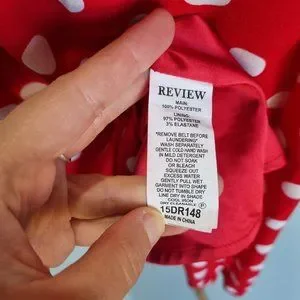 REVIEW
MAIN:
100% POLYESTER
LINING:
97% POLYESTER
3% ELASTANE
*REMOVE BELT BEFORE
LAUNDERING*
WASH SEPARATELY
GENTLE COLD HAND WASH
IN MILD DETERGENT
DO NOT SOAK
OR BLEACH
SQUEEZE OUT
EXCESS WATER
GENTLY PULL WET
GARMENT INTO SHAPE
DO NOT TUMBLE DRY
LINE DRY IN SHADE
COOL IRON
DRY CLEANABLE P
15DR148
MADE IN CHINA